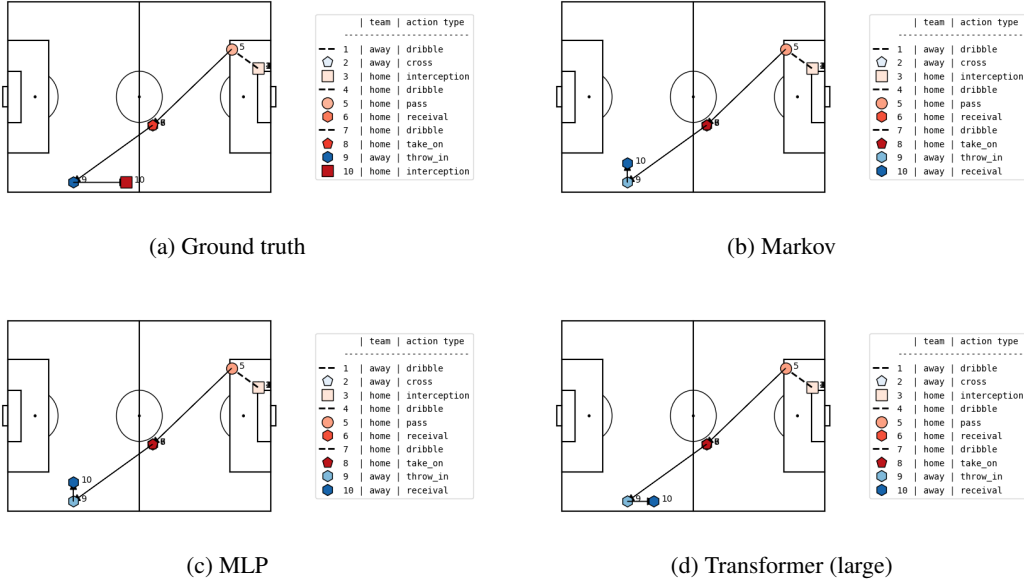 | team | action type
-------------------------
1 | away | dribble
2 | away | cross
3 | home | interception
4 | home | dribble
5 | home | pass
6 | home | receival
7 | home | dribble
8 | home | take_on
9 | away | throw_in
10 | home | interception
5
9
10
(a) Ground truth
| team | action type
-------------------------
1 | away | dribble
2 | away | cross
3 | home | interception
4 | home | dribble
5 | home | pass
6 | home | receival
7 | home | dribble
8 | home | take_on
9 | away | throw_in
10 | away | receival
5
10
9
(b) Markov
| team | action type
-------------------------
1 | away | dribble
2 | away | cross
3 | home | interception
4 | home | dribble
5 | home | pass
6 | home | receival
7 | home | dribble
8 | home | take_on
9 | away | throw_in
10 | away | receival
5
10
9
(c) MLP
| team | action type
-------------------------
1 | away | dribble
2 | away | cross
3 | home | interception
4 | home | dribble
5 | home | pass
6 | home | receival
7 | home | dribble
8 | home | take_on
9 | away | throw_in
10 | away | receival
5
9
10
(d) Transformer (large)